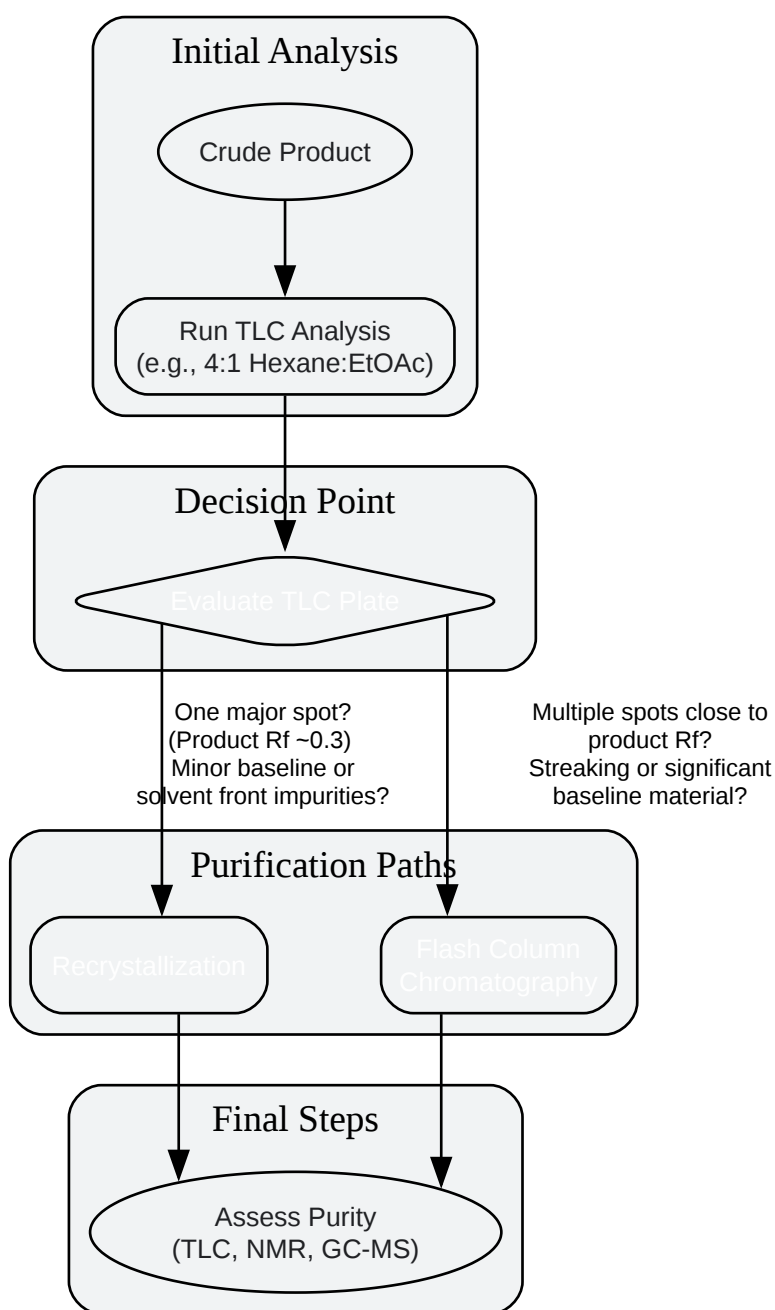 Initial Analysis
Crude Product
Run TLC Analysis
(e.g., 4:1 Hexane:EtOAc)
Decision Point
Evaluate TLC Plate
One major spot?
(Product Rf ~0.3)
Minor baseline or
solvent front impurities?
Multiple spots close to
product Rf?
Streaking or significant
baseline material?
Purification Paths
Recrystallization
Flash Column
Chromatography
Final Steps
Assess Purity
(TLC, NMR, GC-MS)